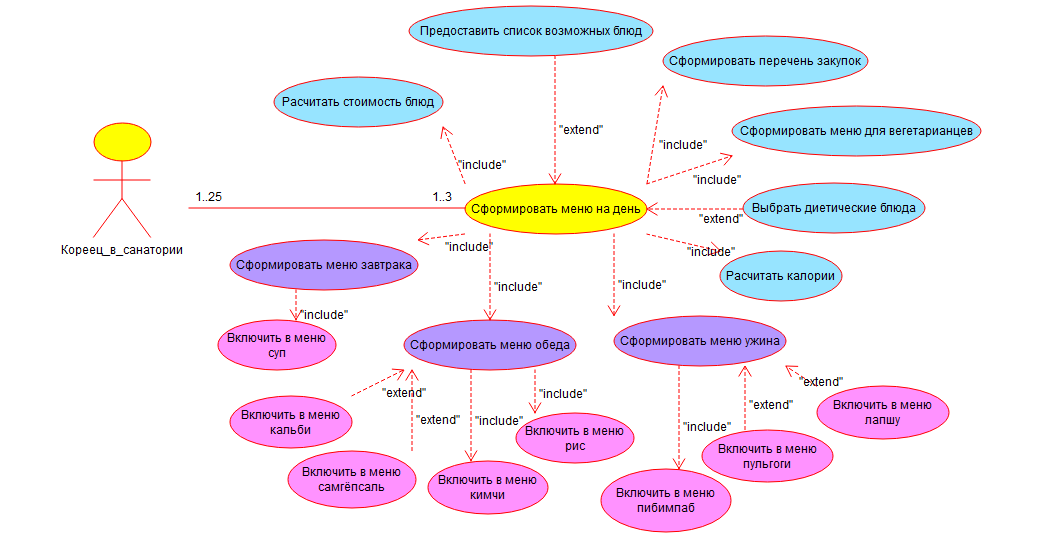 Предоставить список возможных блюд
Сформировать перечень закупок
Расчитать стоимость блюд
"extend"
Сформировать меню для вегетарианцев
"include"
"include"
"include"
1..25
1..3
Сформировать меню на день
Выбрать диетические блюда
"extend"
Кореец_в_санатории
"include"
"include"
Сформировать меню завтрака
Расчитать калории
"include"
"include"
"include"
Включить в меню
суп
Сформировать меню обеда
Сформировать меню ужина
"extend"
"include"
"extend"
Включить в меню
кальби
"extend"
"include"
"extend"
Включить в меню
лапшу
"include"
Включить в меню
рис
Включить в меню
пульгоги
Включить в меню
самгёпсаль
Включить в меню
кимчи
Включить в меню
пибимпаб